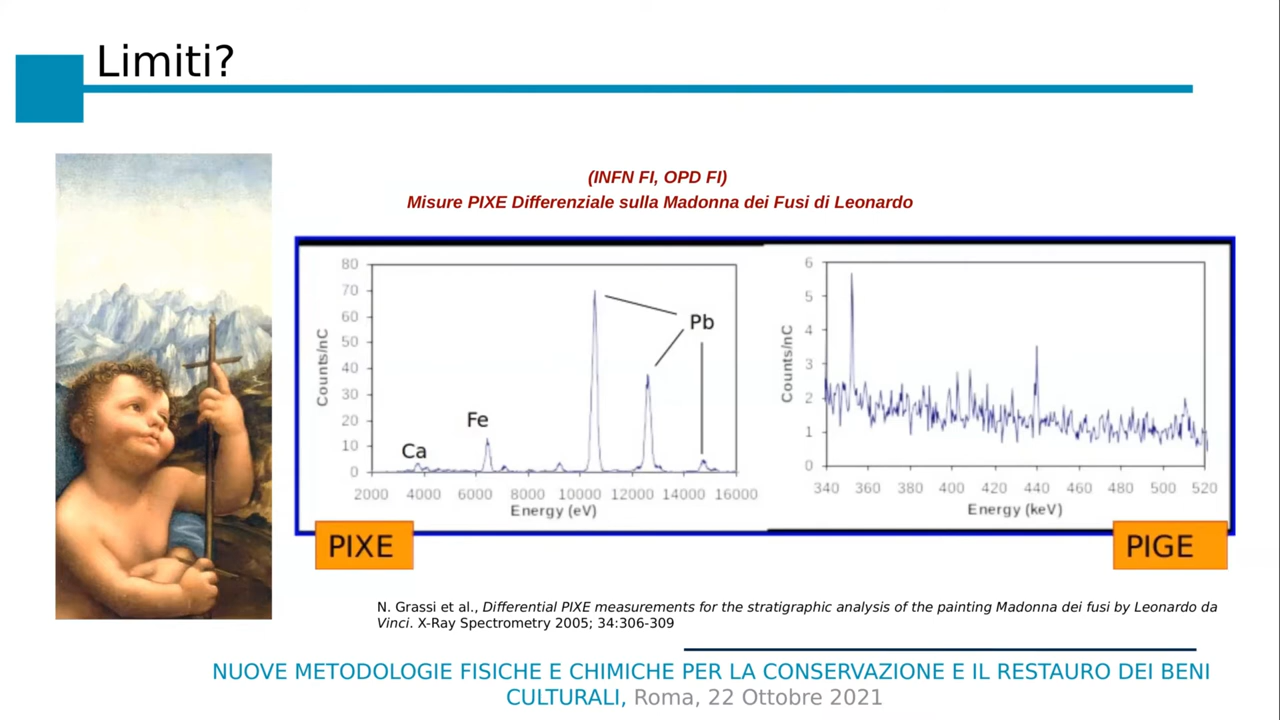 Limiti?
(INFN FI, OPD FI)
Misure PIXE Differenziale sulla Madonna dei Fusi di Leonardo
80
70
60
50
40
30
20
10
0
Counts/nC
Ca
Fe
Pb
2000 4000 6000 8000 10000 12000 14000 16000
Energy (eV)
6
5
4
3
2
1
0
Counts/nC
340 360 380 400 420 440 460 480 500 520
Energy (keV)
PIXE
PIGE
N. Grassi et al., Differential PIXE measurements for the stratigraphic analysis of the painting Madonna dei fusi by Leonardo da
Vinci. X-Ray Spectrometry 2005; 34:306-309
NUOVE METODOLOGIE FISICHE E CHIMICHE PER LA CONSERVAZIONE E IL RESTAURO DEI BENI
CULTURALI, Roma, 22 Ottobre 2021